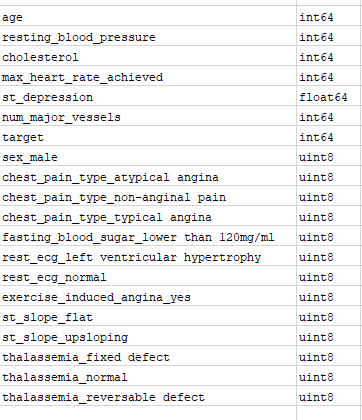 age int64
resting_blood_pressure int64
cholesterol int64
max_heart_rate_achieved int64
st_depression float64
num_major_vessels int64
target int64
sex_male uint8
chest_pain_type_atypical angina uint8
chest_pain_type_non-anginal pain uint8
chest_pain_type_typical angina uint8
fasting_blood_sugar_lower than 120mg/ml uint8
rest_ecg_left ventricular hypertrophy uint8
rest_ecg_normal uint8
exercise_induced_angina_yes uint8
st_slope_flat uint8
st_slope_upsloping uint8
thalassemia_fixed defect uint8
thalassemia_normal uint8
thalassemia_reversable defect uint8